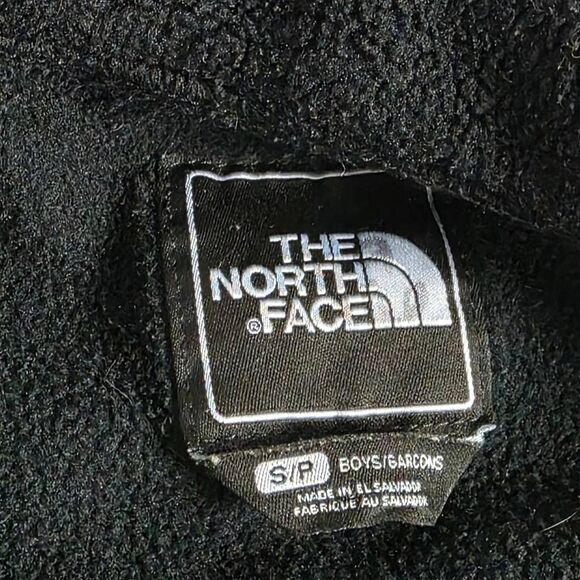 THE
NORTH
®FACE
S/P BOYS/GARCONS
MADE IN EL SALVADOR
FABRIQUE AU SALVADOR